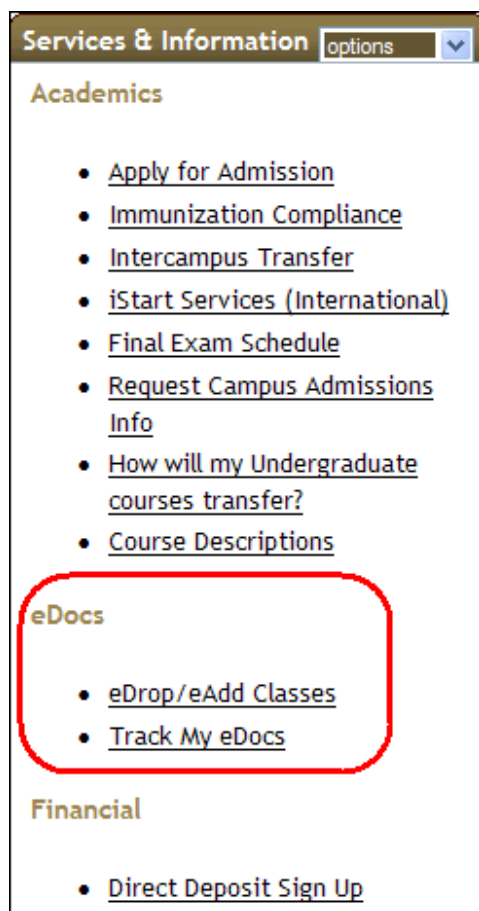 Services & Information options
Academics
Apply for Admission
Immunization Compliance
Intercampus Transfer
iStart Services (International)
Final Exam Schedule
Request Campus Admissions
Info
How will my Undergraduate
courses transfer?
Course Descriptions
eDocs
eDrop/eAdd Classes
Track My eDocs
Financial
Direct Deposit Sign Up